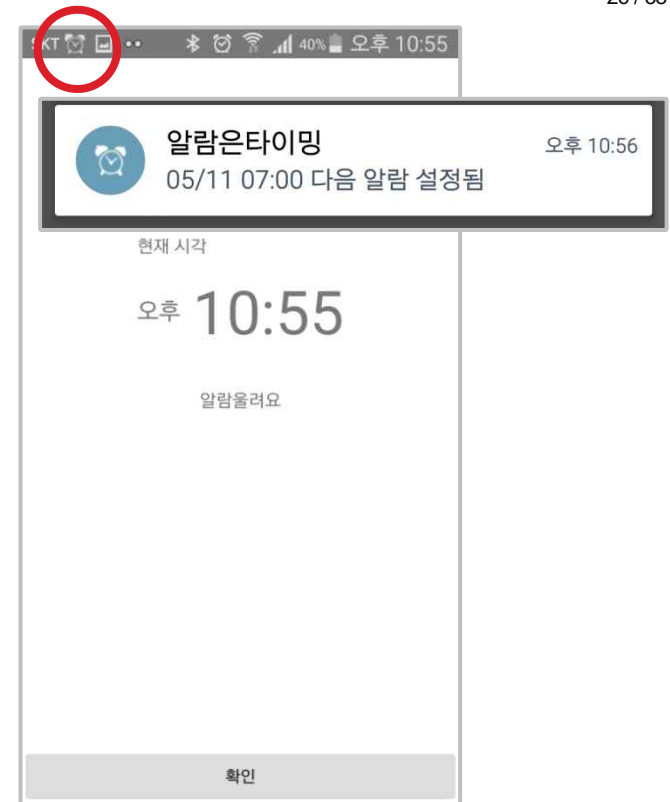 SKT 40% 오후 10:55
알람은타이밍 오후 10:56
05/11 07:00 다음 알람 설정됨
현재 시각
오후 10:55
알람울려요
확인